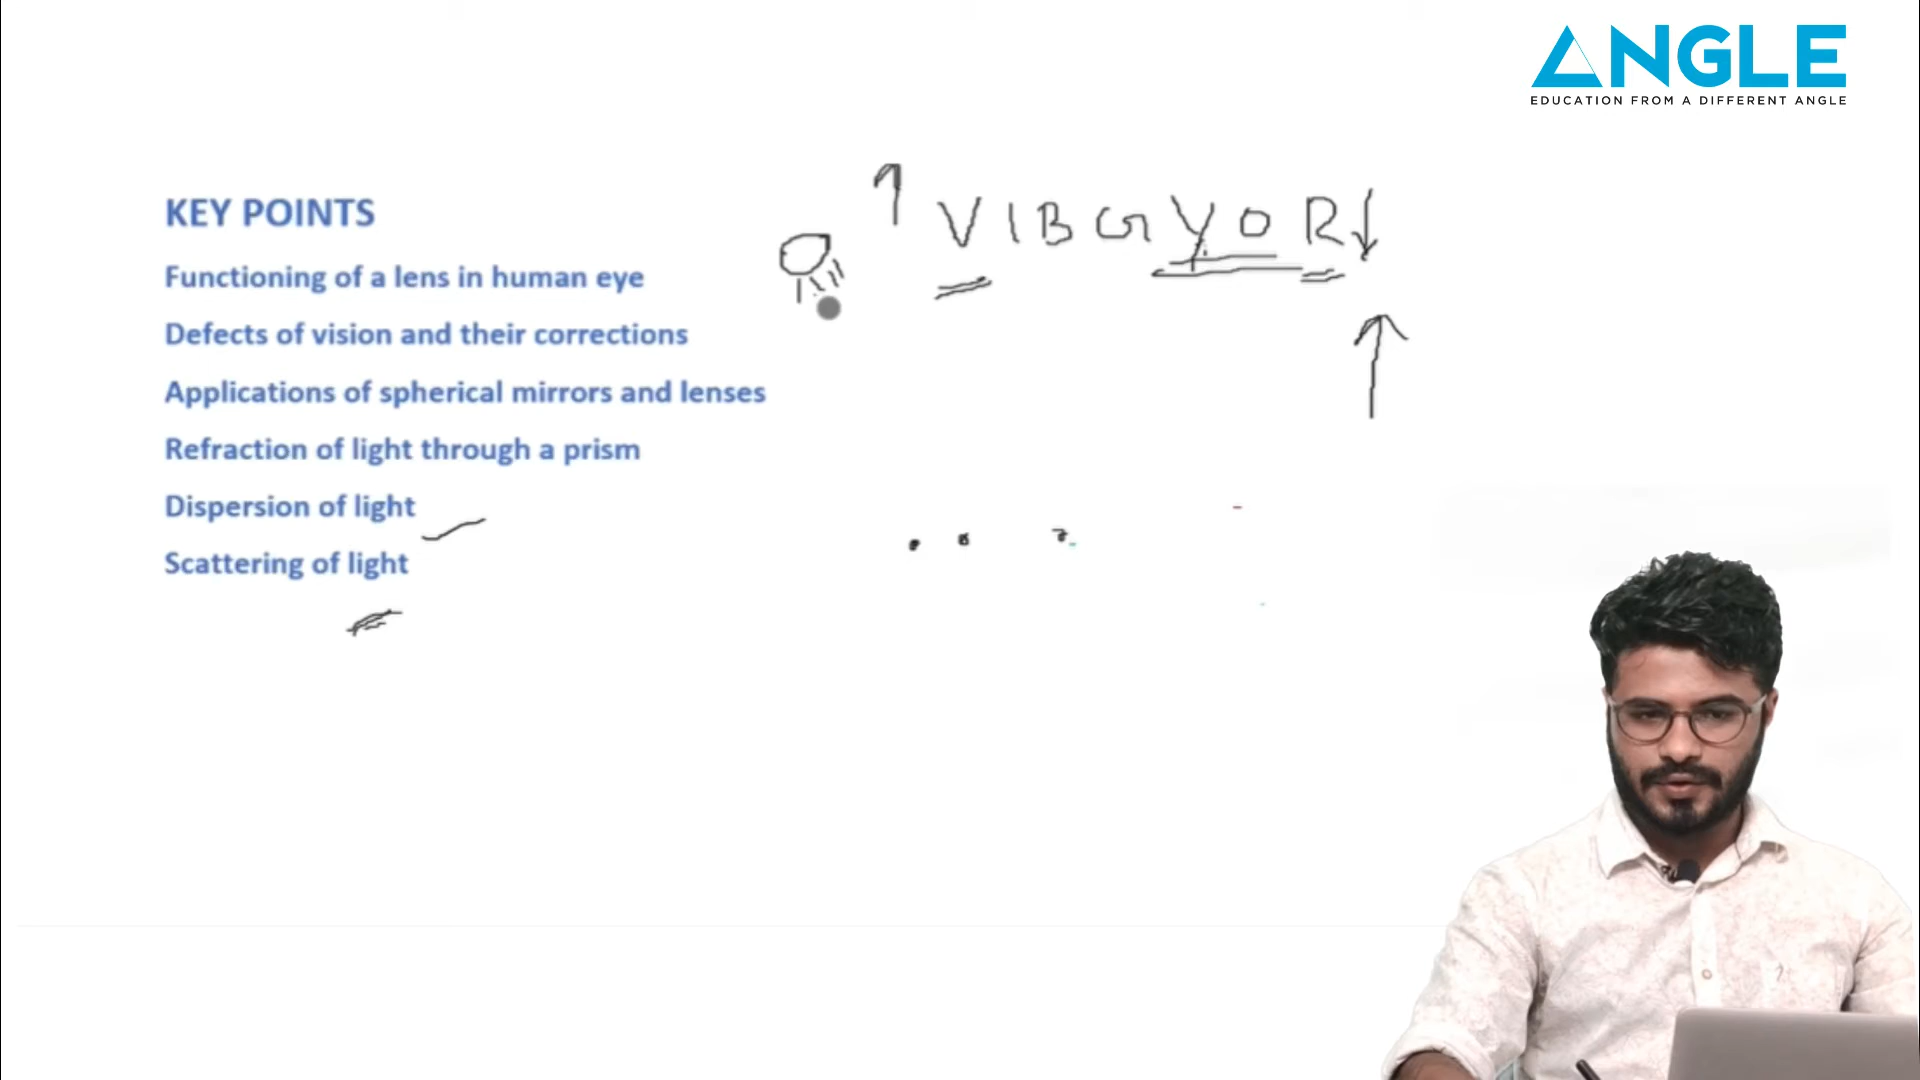 ANGLE
EDUCATION FROM A DIFFERENT ANGLE
VIBGYOR
KEY POINTS
Functioning of a lens in human eye
Defects of vision and their corrections
Applications of spherical mirrors and lenses
Refraction of light through a prism
Dispersion of light
Scattering of light